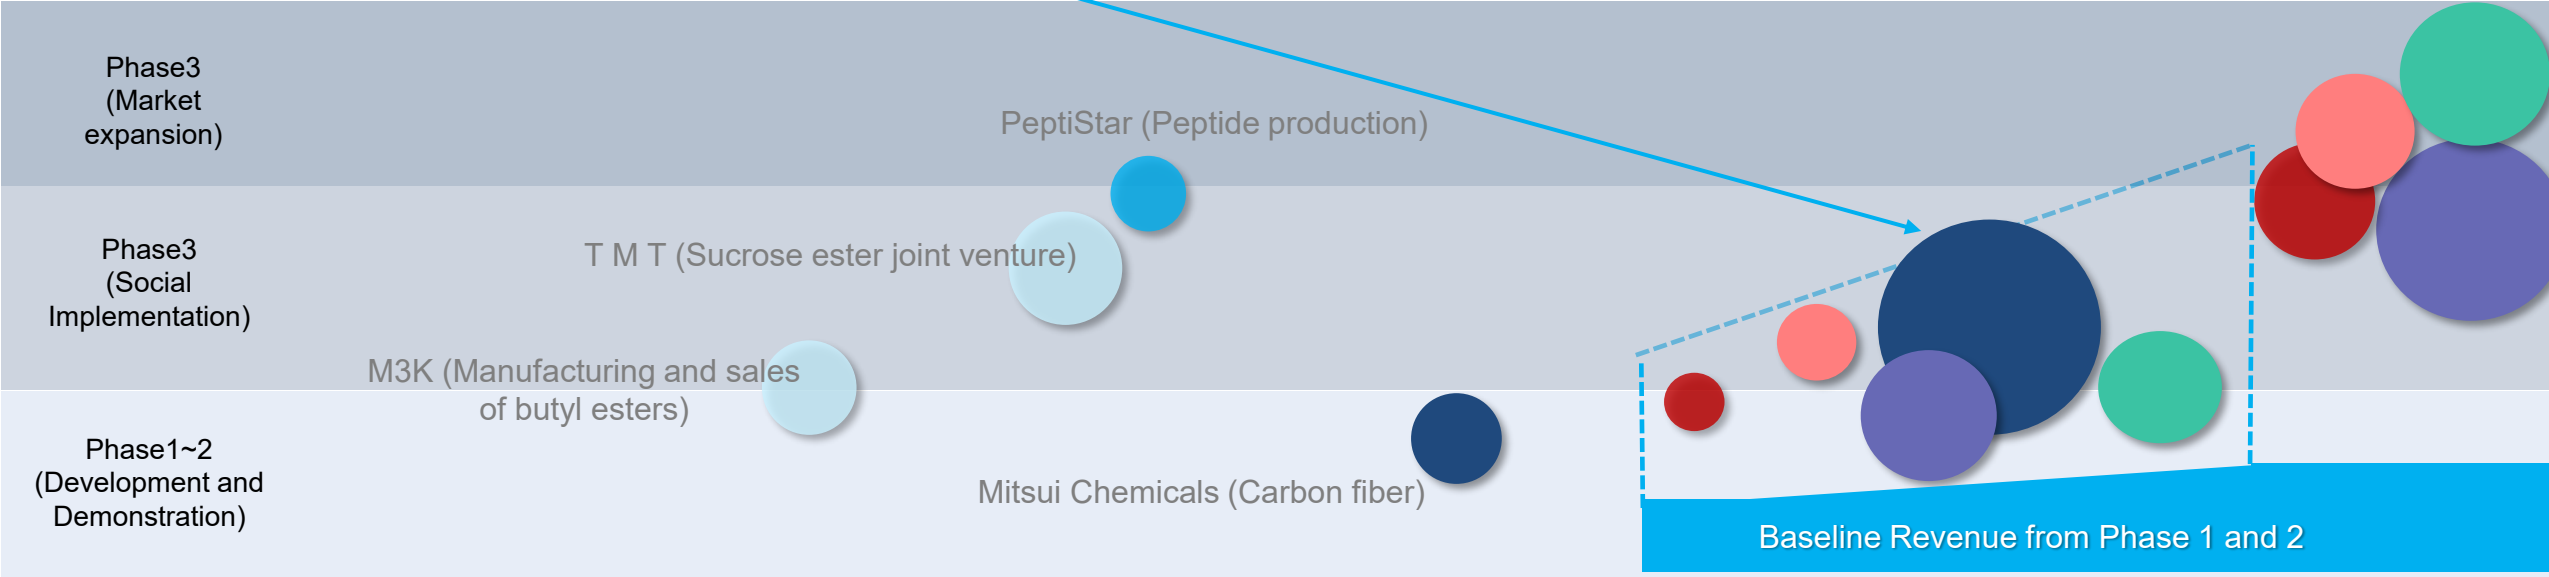 Phase3
(Market
expansion)
PeptiStar (Peptide production)
Phase3
(Social
Implementation)
T M T (Sucrose ester joint venture)
M3K (Manufacturing and sales
of butyl esters)
Phase1~2
(Development and
Demonstration)
Mitsui Chemicals (Carbon fiber)
Baseline Revenue from Phase 1 and 2